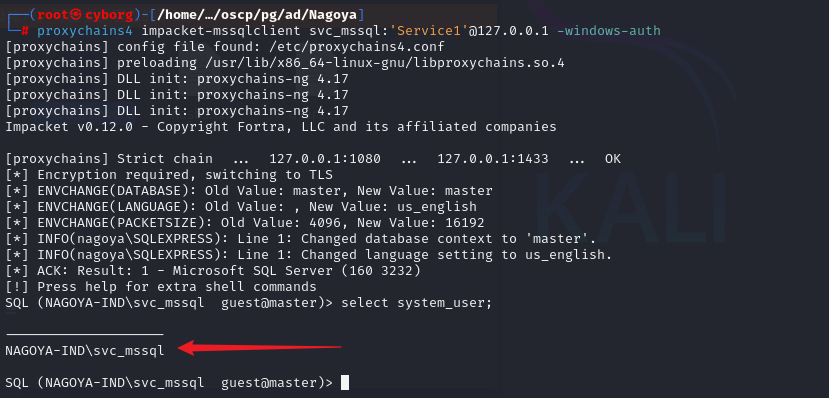 ┌──(root㉿cyborg)-[/home/…/oscp/pg/ad/Nagoya]
└─# proxychains4 impacket-mssqlclient svc_mssql:'Service1'@127.0.0.1 -windows-auth
[proxychains] config file found: /etc/proxychains4.conf
[proxychains] preloading /usr/lib/x86_64-linux-gnu/libproxychains.so.4
[proxychains] DLL init: proxychains-ng 4.17
[proxychains] DLL init: proxychains-ng 4.17
[proxychains] DLL init: proxychains-ng 4.17
Impacket v0.12.0 - Copyright Fortra, LLC and its affiliated companies
[proxychains] Strict chain  ...  127.0.0.1:1080  ...  127.0.0.1:1433  ...  OK
[*] Encryption required, switching to TLS
[*] ENVCHANGE(DATABASE): Old Value: master, New Value: master
[*] ENVCHANGE(LANGUAGE): Old Value: , New Value: us_english
[*] ENVCHANGE(PACKETSIZE): Old Value: 4096, New Value: 16192
[*] INFO(nagoya\SQLEXPRESS): Line 1: Changed database context to 'master'.
[*] INFO(nagoya\SQLEXPRESS): Line 1: Changed language setting to us_english.
[*] ACK: Result: 1 - Microsoft SQL Server (160 3232)
[!] Press help for extra shell commands
SQL (NAGOYA-IND\svc_mssql  guest@master)> select system_user;
--------------------
NAGOYA-IND\svc_mssql
SQL (NAGOYA-IND\svc_mssql  guest@master)>
KALI